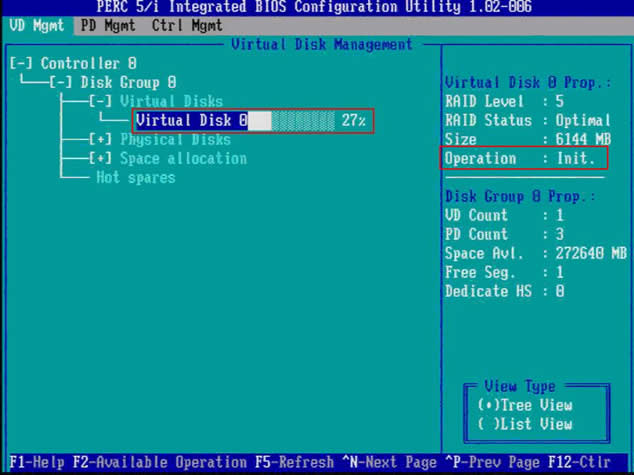 PERC 5/i Integrated BIOS Configuration Utility 1.02-006
VD Mgmt PD Mgmt Ctrl Mgmt
Virtual Disk Management
[-] Controller 0
[-] Disk Group 0
[-] Virtual Disks
Virtual Disk 0 27%
[+] Physical Disks
[+] Space allocation
Hot spares
Virtual Disk 0 Prop.:
RAID Level : 5
RAID Status : Optimal
Size : 6144 MB
Operation : Init.
Disk Group 0 Prop.:
VD Count : 1
PD Count : 3
Space Avl. : 272640 MB
Free Seg. : 1
Dedicate HS : 0
View Type
(•)Tree View
( )List View
F1-Help F2-Available Operation F5-Refresh ^N-Next Page ^P-Prev Page F12-Ctlr